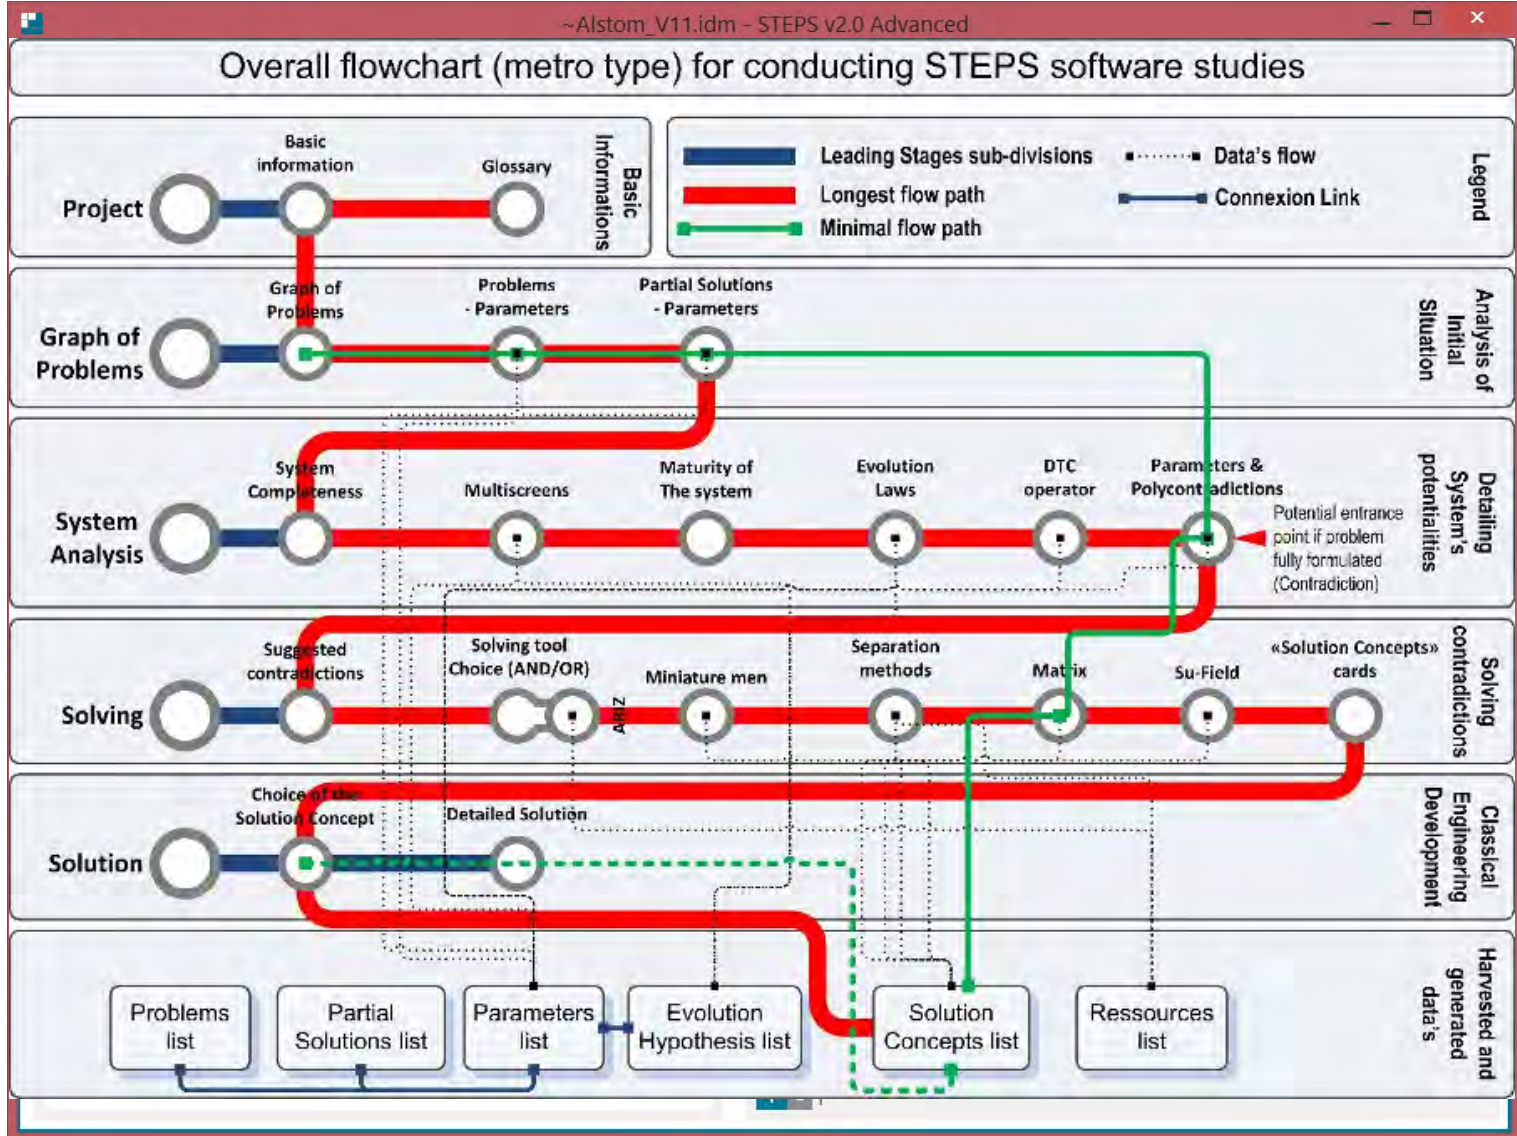 ~Alstom_V11.idm - STEPS v2.0 Advanced
Overall flowchart (metro type) for conducting STEPS software studies
Basic
information
Glossary
Project
Basic
Informations
Leading Stages sub-divisions
Longest flow path
Minimal flow path
Data's flow
Connexion Link
Legend
Graph of
Problems
Problems
- Parameters
Partial Solutions
- Parameters
Graph of
Problems
Analysis of
Initial
Situation
System
Completeness
Multiscreens
Maturity of
The system
Evolution
Laws
DTC
operator
Parameters &
Polycontradictions
System
Analysis
Potential entrance
point if problem
fully formulated
(Contradiction)
Detailing
System's
potentialities
Suggested
contradictions
Solving tool
Choice (AND/OR)
ARIZ
Miniature men
Separation
methods
Matrix
Su-Field
«Solution Concepts»
cards
Solving
Solving
contradictions
Choice of the
Solution Concept
Detailed Solution
Solution
Classical
Engineering
Development
Problems
list
Partial
Solutions list
Parameters
list
Evolution
Hypothesis list
Solution
Concepts list
Ressources
list
Harvested and
generated
data's